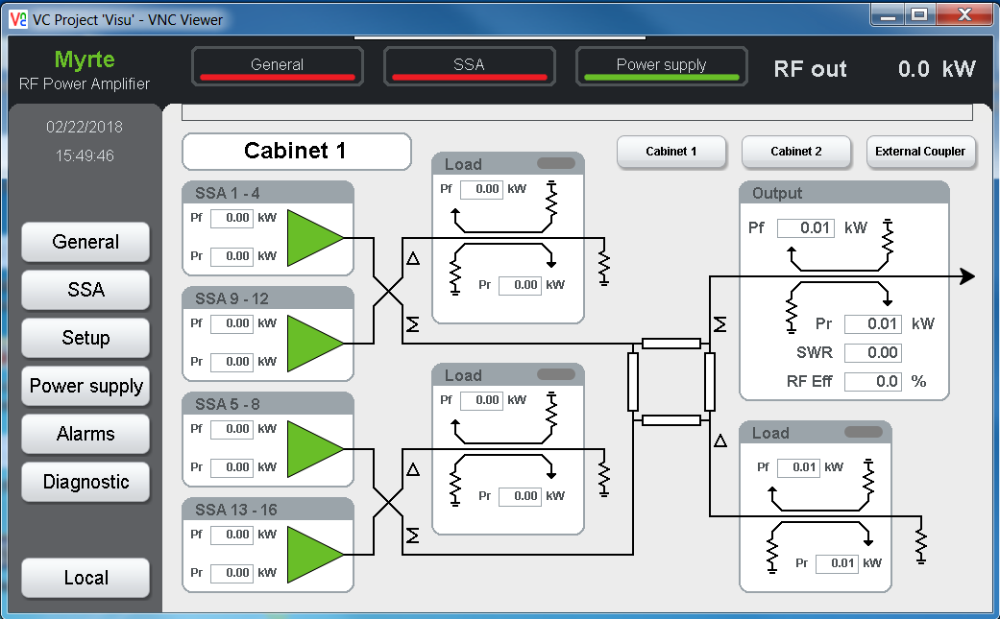 VC Project 'Visu' - VNC Viewer
Myrte
RF Power Amplifier
General
SSA
Power supply
RF out 0.0 kW
02/22/2018
15:49:46
General
SSA
Setup
Power supply
Alarms
Diagnostic
Local
Cabinet 1
Cabinet 1
Cabinet 2
External Coupler
SSA 1 - 4
Pf 0.00 kW
Pr 0.00 kW
SSA 9 - 12
Pf 0.00 kW
Pr 0.00 kW
SSA 5 - 8
Pf 0.00 kW
Pr 0.00 kW
SSA 13 - 16
Pf 0.00 kW
Pr 0.00 kW
Load
Pf 0.00 kW
Pr 0.00 kW
Δ
Σ
Load
Pf 0.00 kW
Pr 0.00 kW
Δ
Σ
Output
Pf 0.01 kW
Pr 0.01 kW
SWR 0.00
RF Eff 0.0 %
Σ
Δ
Load
Pf 0.01 kW
Pr 0.01 kW